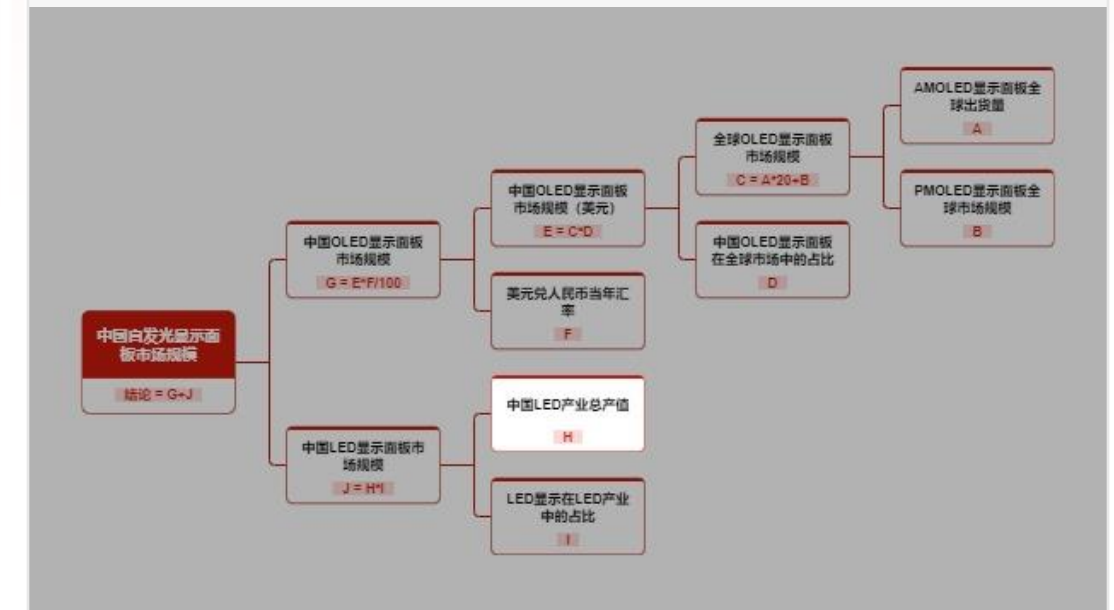 中国自发光显示面
板市场规模
结论 = G+J
中国OLED显示面板
市场规模
G = E*F/100
中国LED显示面板市
场规模
J = H*I
中国OLED显示面板
市场规模（美元）
E = C*D
美元兑人民币当年汇
率
F
中国LED产业总产值
H
LED显示在LED产业
中的占比
I
全球OLED显示面板
市场规模
C = A*20+B
中国OLED显示面板
在全球市场中的占比
D
AMOLED显示面板全
球出货量
A
PMOLED显示面板全
球市场规模
B